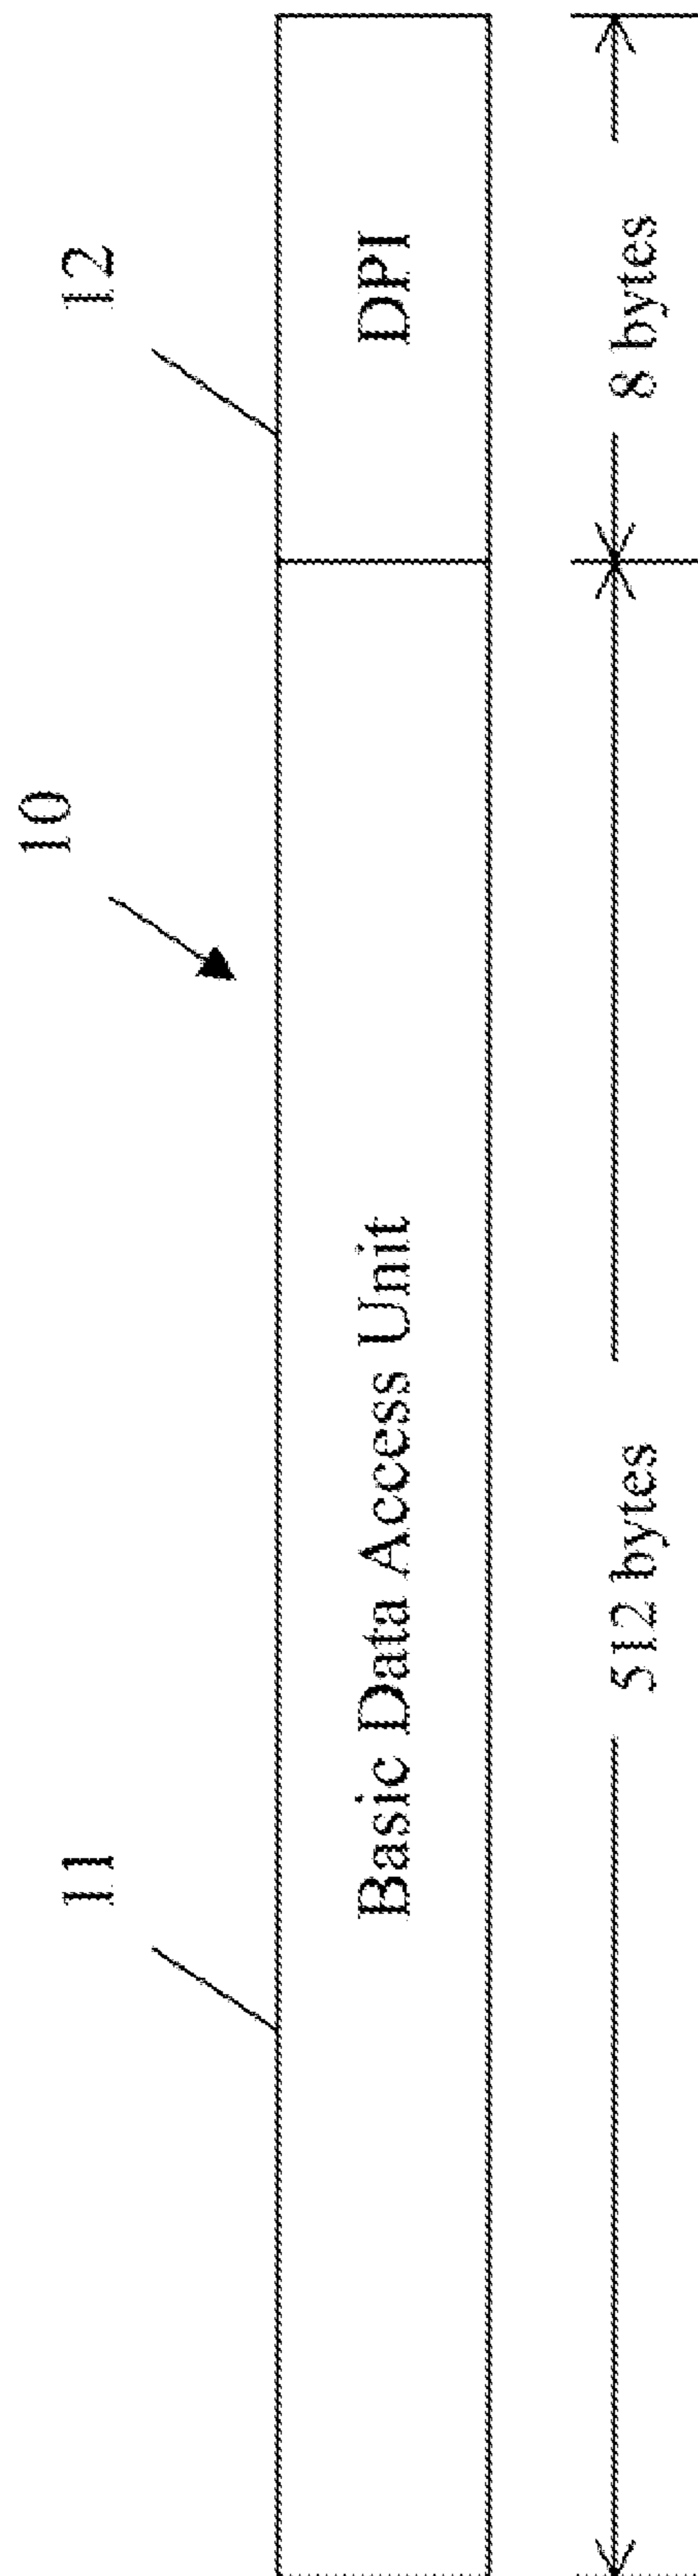 10
11
12
Basic Data Access Unit
DPI
512 bytes
8 bytes